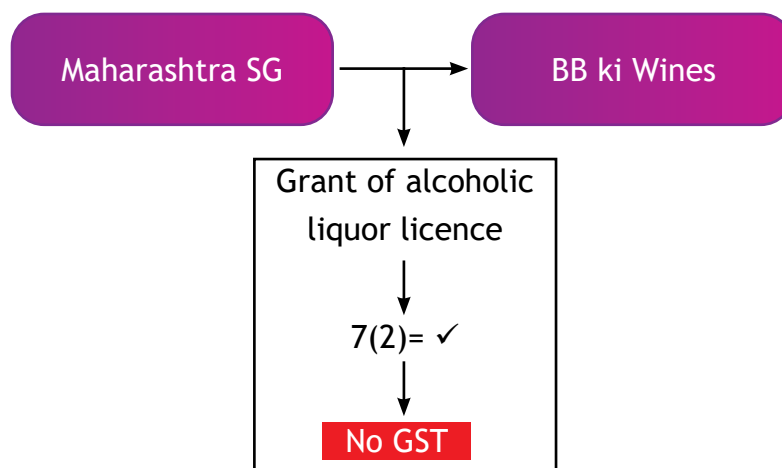 Maharashtra SG
BB ki Wines
Grant of alcoholic
liquor licence
7(2)= ✓
No GST